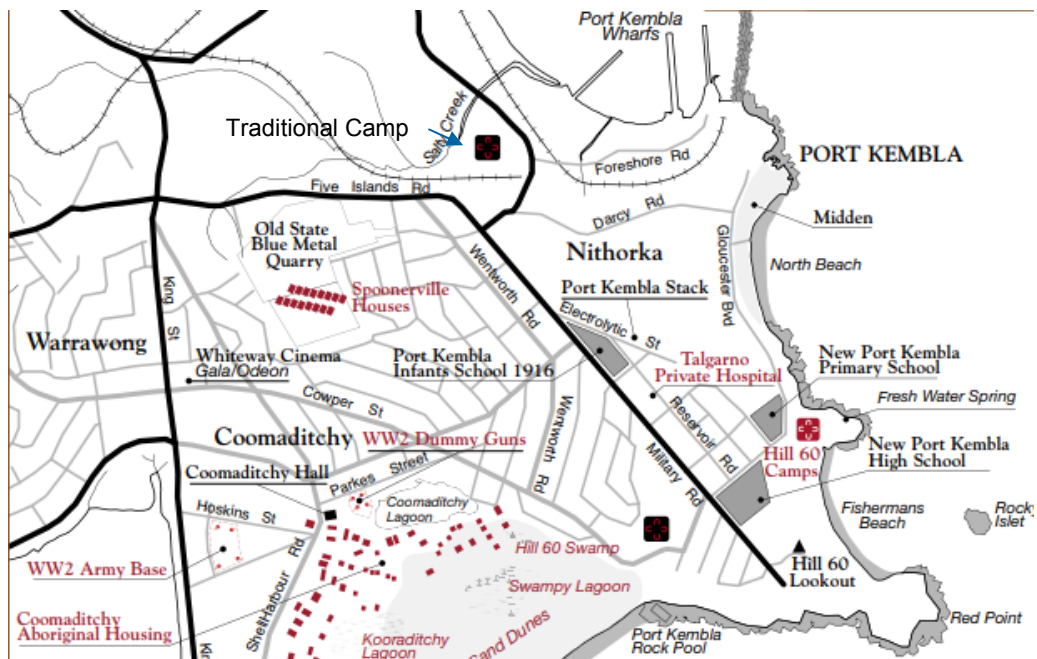 Port Kembla
Wharfs
Traditional Camp
Salty Creek
PORT KEMBLA
Foreshore Rd
Five Islands Rd
Darcy Rd
Midden
Old State
Blue Metal
Quarry
Nithorka
Gloucester Bvd
North Beach
Wentworth Rd
Port Kembla Stack
King St
Spoonerville
Houses
Electrolytic St
Warrawong
Whiteway Cinema
Gala/Odeon
Port Kembla
Infants School 1916
Talgarno
Private Hospital
New Port Kembla
Primary School
Cowper St
Wentworth Rd
Reservoir Rd
Fresh Water Spring
Coomaditchy
WW2 Dummy Guns
Military Rd
Hill 60
Camps
New Port Kembla
High School
Coomaditchy Hall
Parkes Street
Coomaditchy
Lagoon
Hoskins St
Fishermans
Beach
Rocky
Islet
Hill 60 Swamp
Hill 60
Lookout
WW2 Army Base
Shellharbour Rd
Swampy Lagoon
Coomaditchy
Aboriginal Housing
Red Point
Kooraditchy
Lagoon
Sand Dunes
Port Kembla
Rock Pool